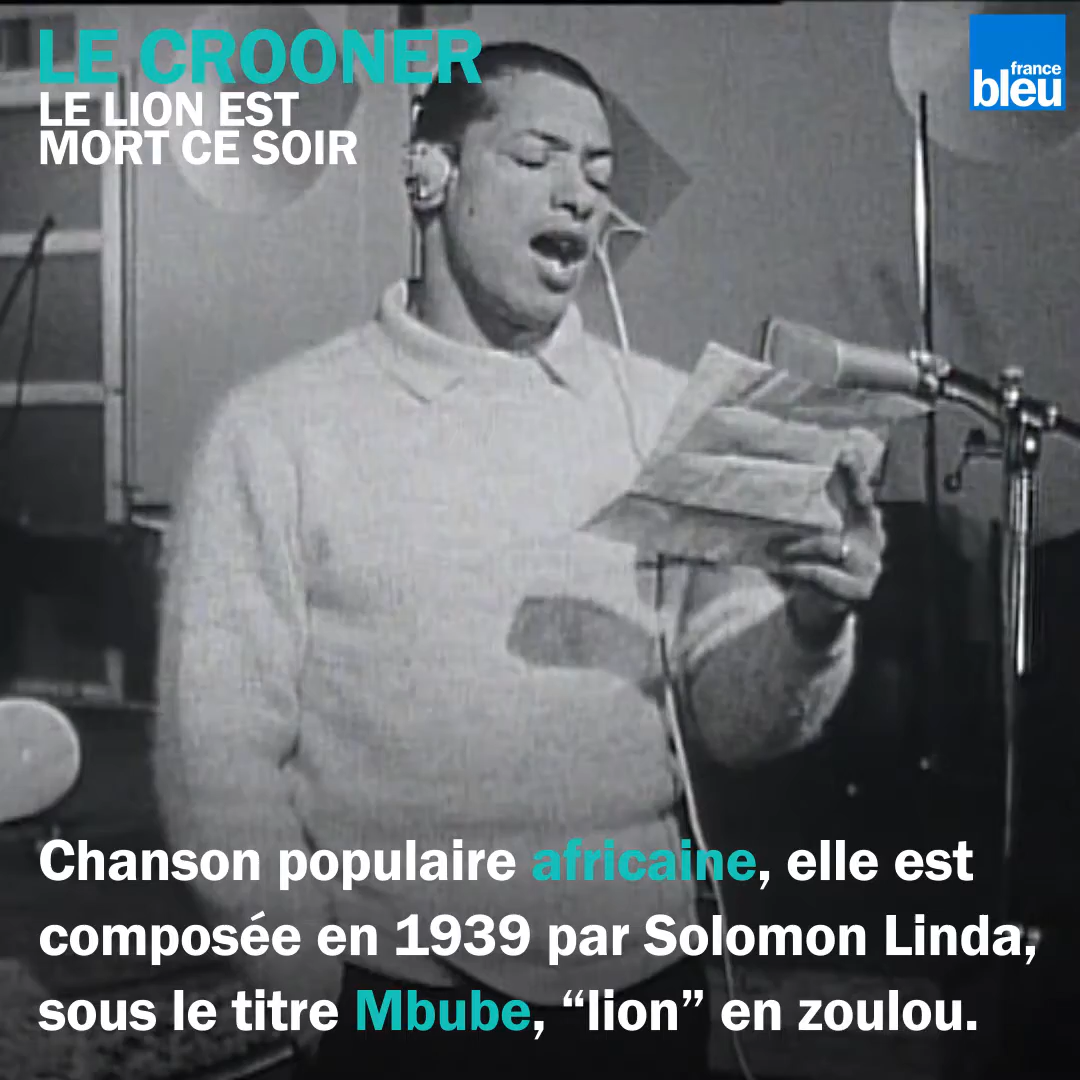 LE CROONER
LE LION EST
MORT CE SOIR
france
bleu
Chanson populaire africaine, elle est
composée en 1939 par Solomon Linda,
sous le titre Mbube, “lion” en zoulou.